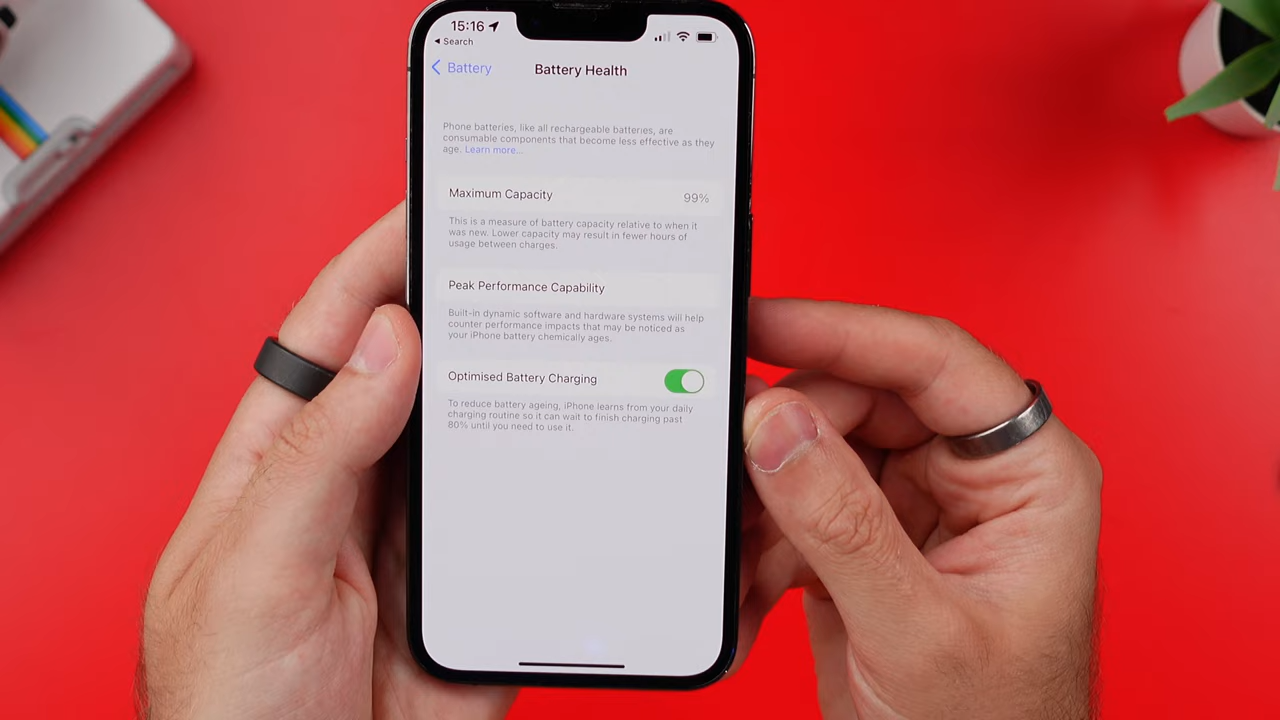 15:16
Search
Battery
Battery Health
Phone batteries, like all rechargeable batteries, are
consumable components that become less effective as they
age. Learn more...
Maximum Capacity
99%
This is a measure of battery capacity relative to when it
was new. Lower capacity may result in fewer hours of
usage between charges.
Peak Performance Capability
Built-in dynamic software and hardware systems will help
counter performance impacts that may be noticed as
your iPhone battery chemically ages.
Optimised Battery Charging
To reduce battery ageing, iPhone learns from your daily
charging routine so it can wait to finish charging past
80% until you need to use it.